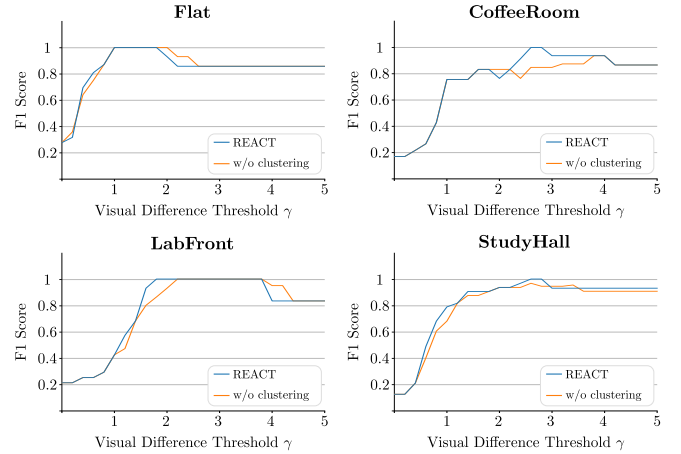 Flat
F1 Score
1
0.8
0.6
0.4
0.2
REACT
w/o clustering
1 2 3 4 5
Visual Difference Threshold γ
CoffeeRoom
F1 Score
1
0.8
0.6
0.4
0.2
REACT
w/o clustering
1 2 3 4 5
Visual Difference Threshold γ
LabFront
F1 Score
1
0.8
0.6
0.4
0.2
REACT
w/o clustering
1 2 3 4 5
Visual Difference Threshold γ
StudyHall
F1 Score
1
0.8
0.6
0.4
0.2
REACT
w/o clustering
1 2 3 4 5
Visual Difference Threshold γ